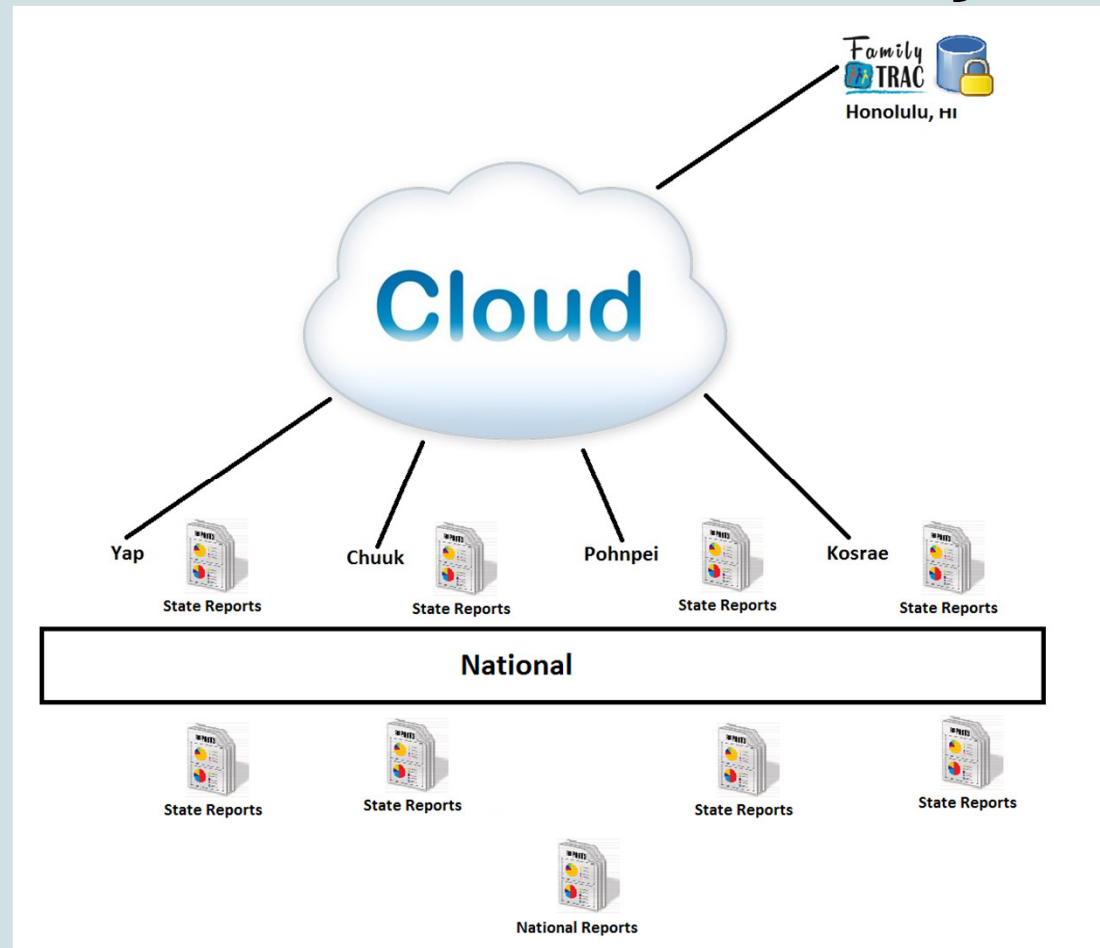 Family
TRAC
Honolulu, HI
Cloud
Yap
Chuuk
Pohnpei
Kosrae
State Reports
State Reports
State Reports
State Reports
National
State Reports
State Reports
State Reports
State Reports
National Reports